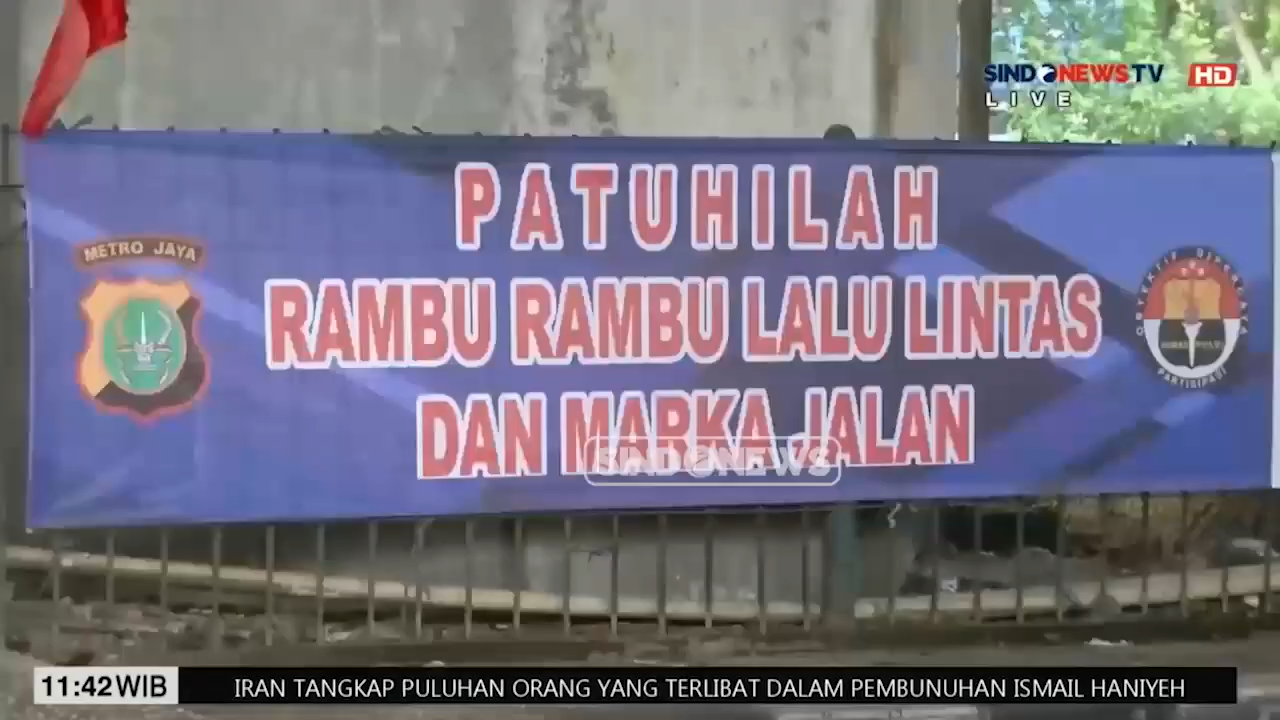 SINDONEWS TV HD
LIVE
PATUHILAH
METRO JAYA
RAMBU RAMBU LALU LINTAS
DAN MARKA JALAN
PARTISIPASI
SINDONEWS
11:42 WIB
IRAN TANGKAP PULUHAN ORANG YANG TERLIBAT DALAM PEMBUNUHAN ISMAIL HANIYEH